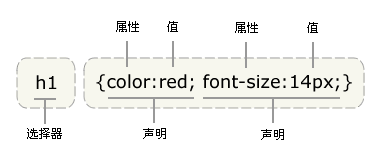 属性 值 属性 值
h1 {color:red; font-size:14px;}
选择器 声明 声明